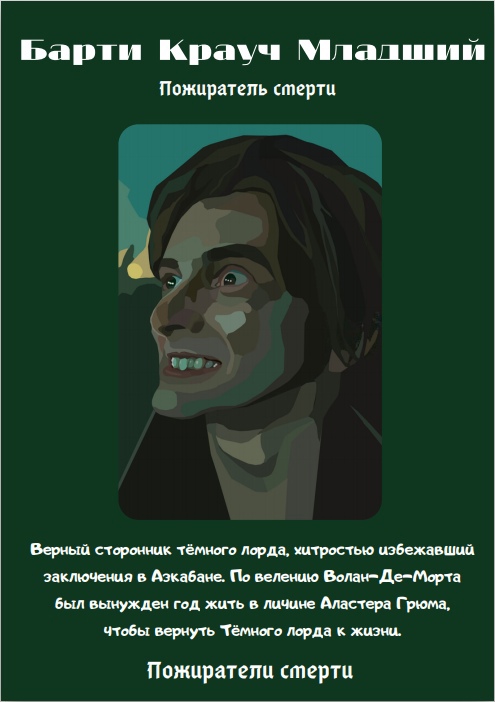 Барти Крауч Младший
Пожиратель смерти
Верный сторонник тёмного лорда, хитростью избежавший
заключения в Азкабане. По велению Волан-Де-Морта
был вынужден год жить в личине Аластера Грюма,
чтобы вернуть Тёмного лорда к жизни.
Пожиратели смерти